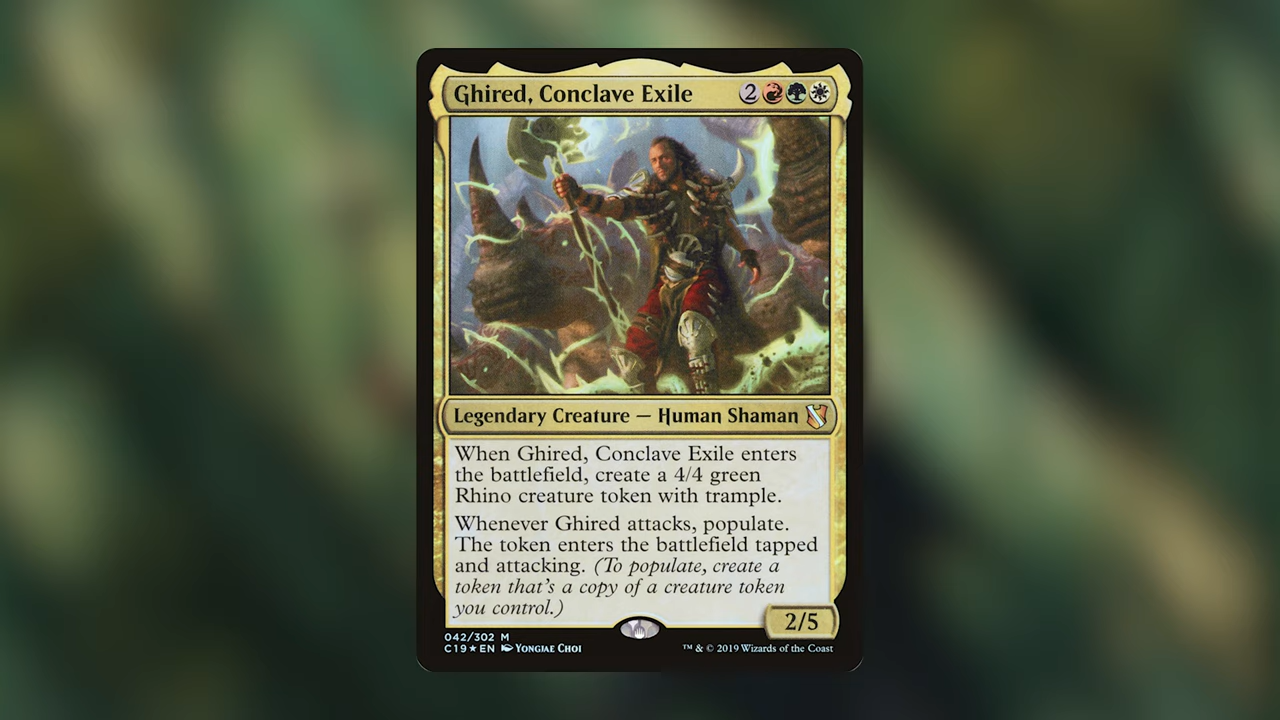 Ghired, Conclave Exile 2
Legendary Creature — Human Shaman
When Ghired, Conclave Exile enters
the battlefield, create a 4/4 green
Rhino creature token with trample.
Whenever Ghired attacks, populate.
The token enters the battlefield tapped
and attacking. (To populate, create a
token that's a copy of a creature token
you control.)
2/5
042/302 M
C19★EN Yongjae Choi
™ & © 2019 Wizards of the Coast